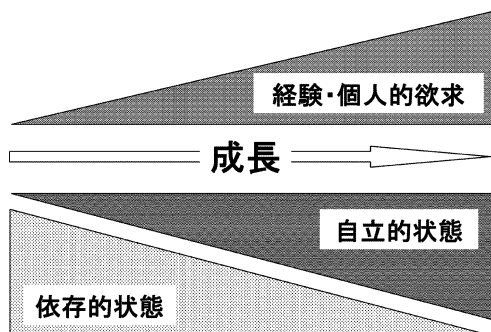 経験・個人的欲求
成長
自立的状態
依存的状態